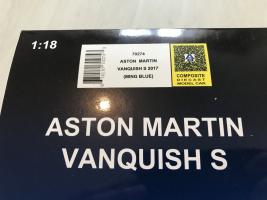 1:18
70274
ASTON MARTIN
VANQUISH S 2017
(MING BLUE)
COMPOSITE
DIECAST
MODEL CAR
ASTON MARTIN
VANQUISH S